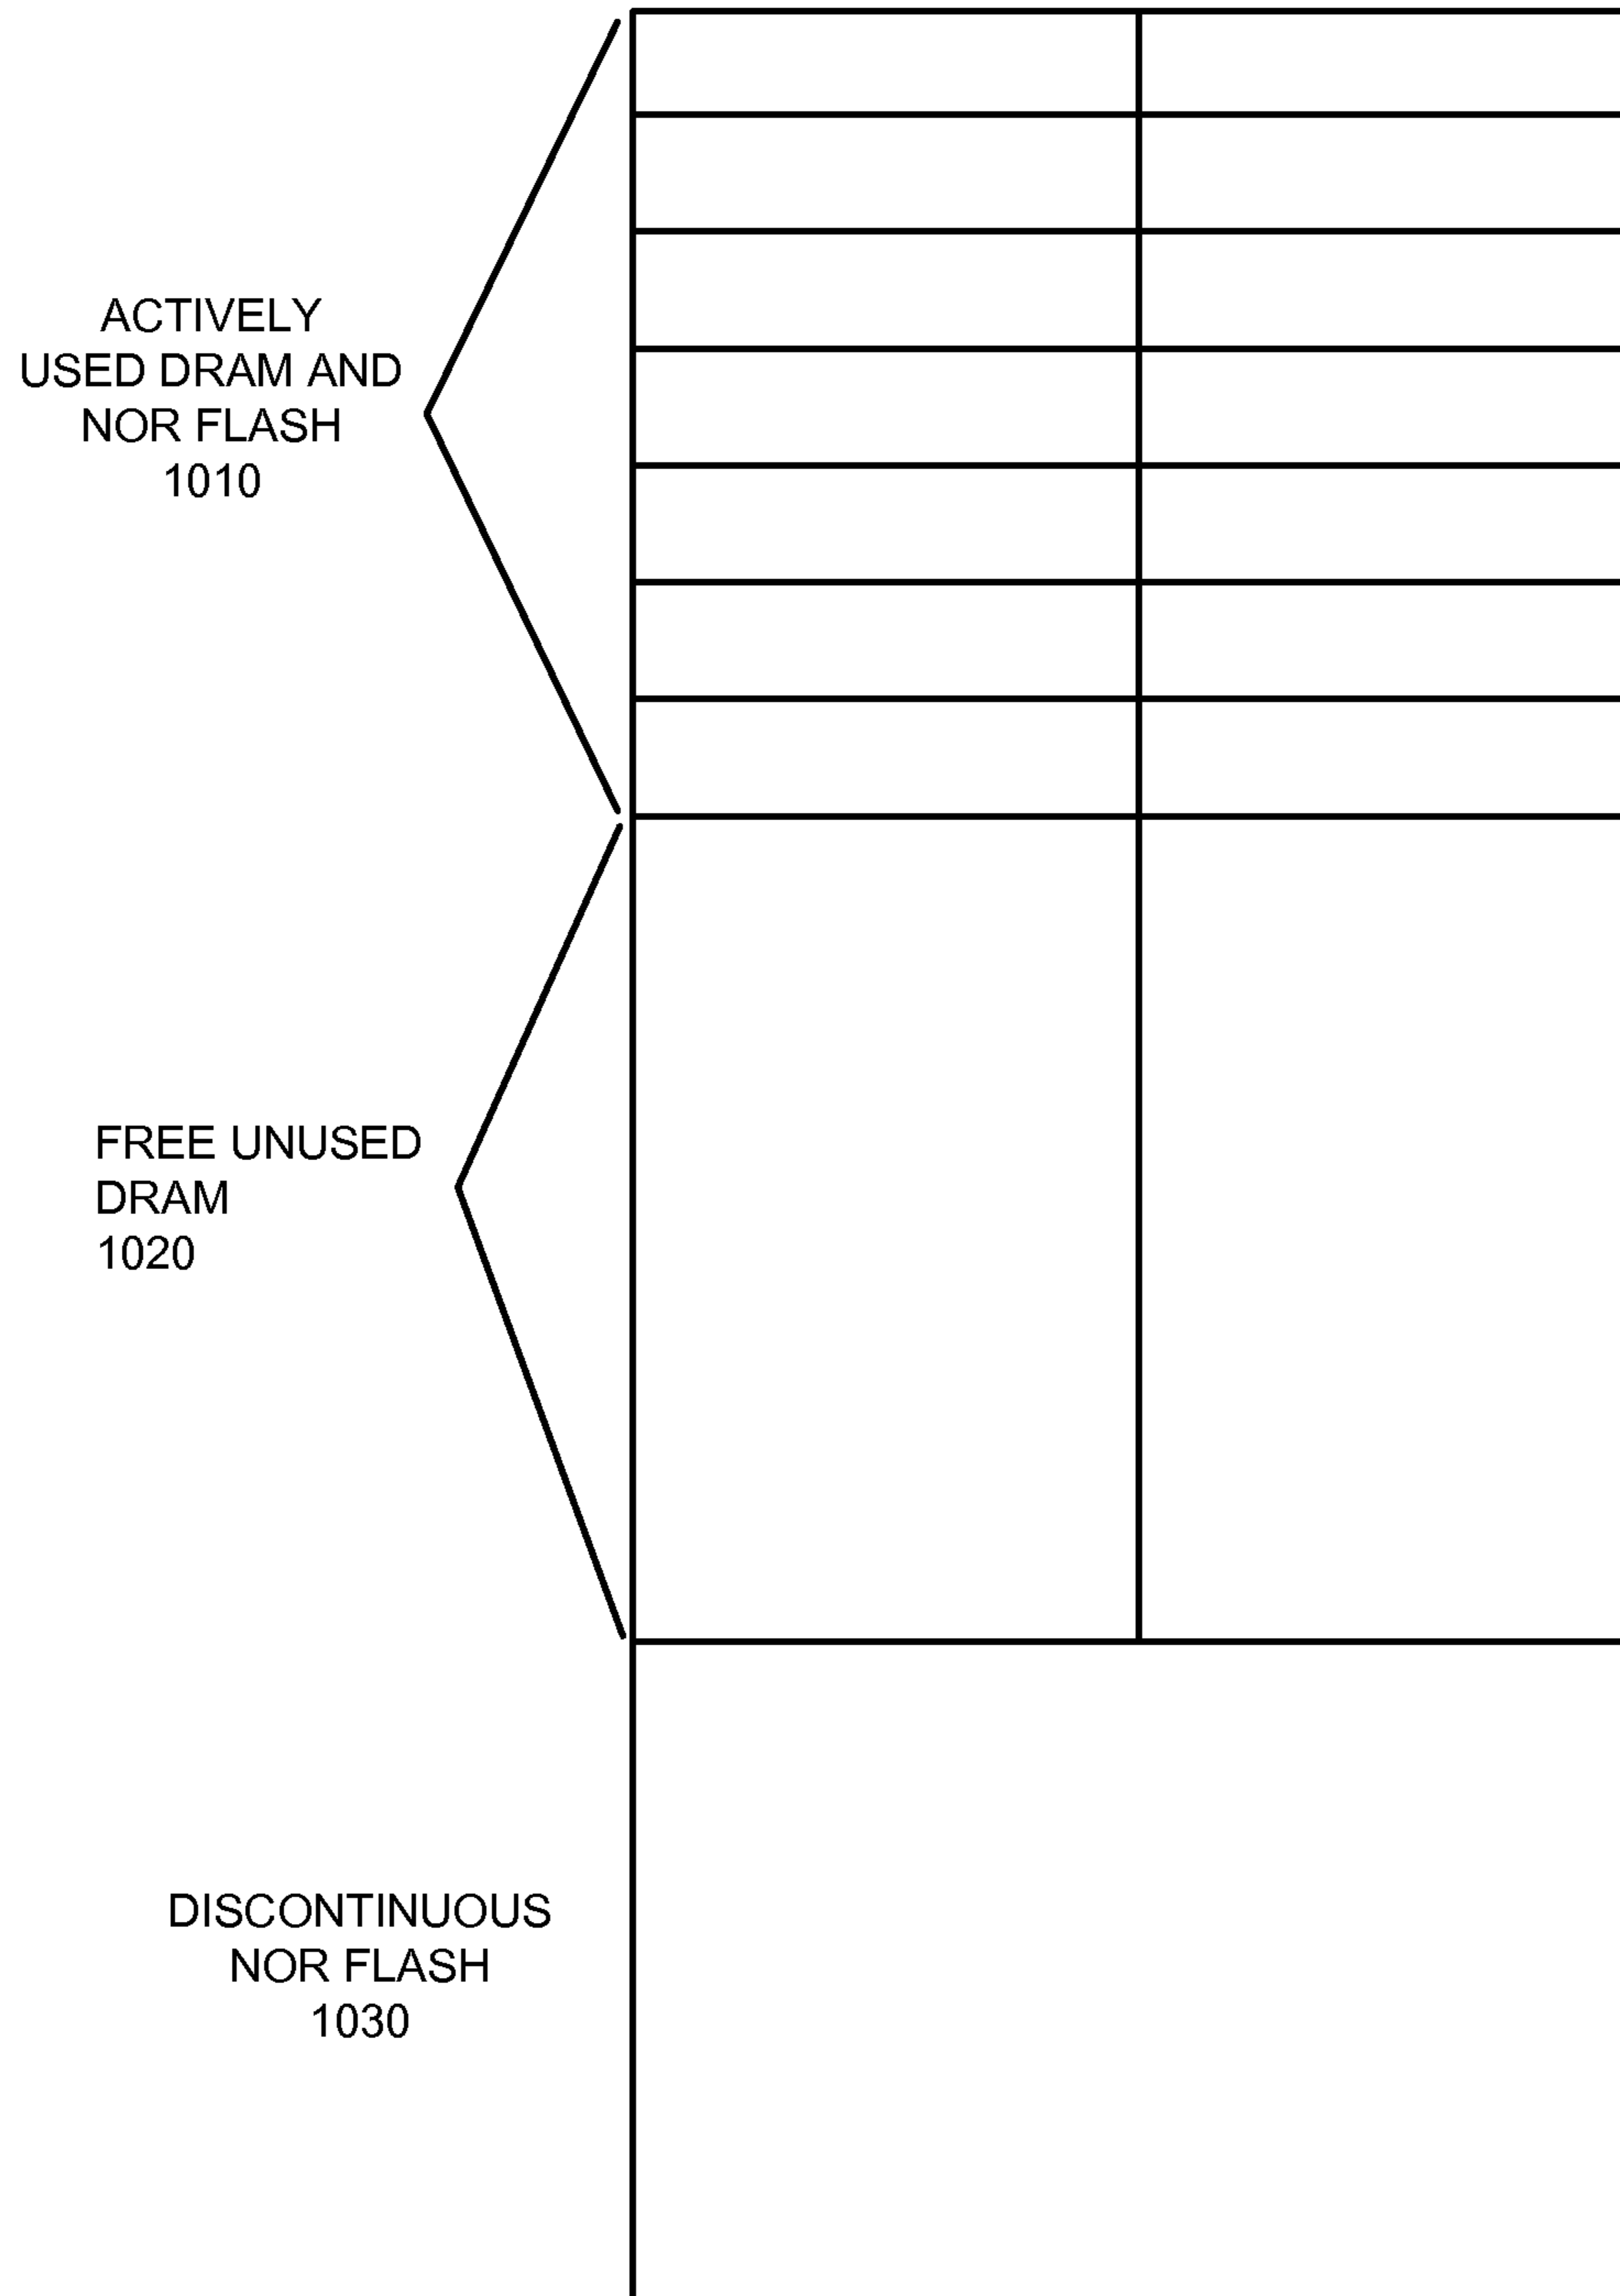 ACTIVELY
USED DRAM AND
NOR FLASH
1010
FREE UNUSED
DRAM
1020
DISCONTINUOUS
NOR FLASH
1030